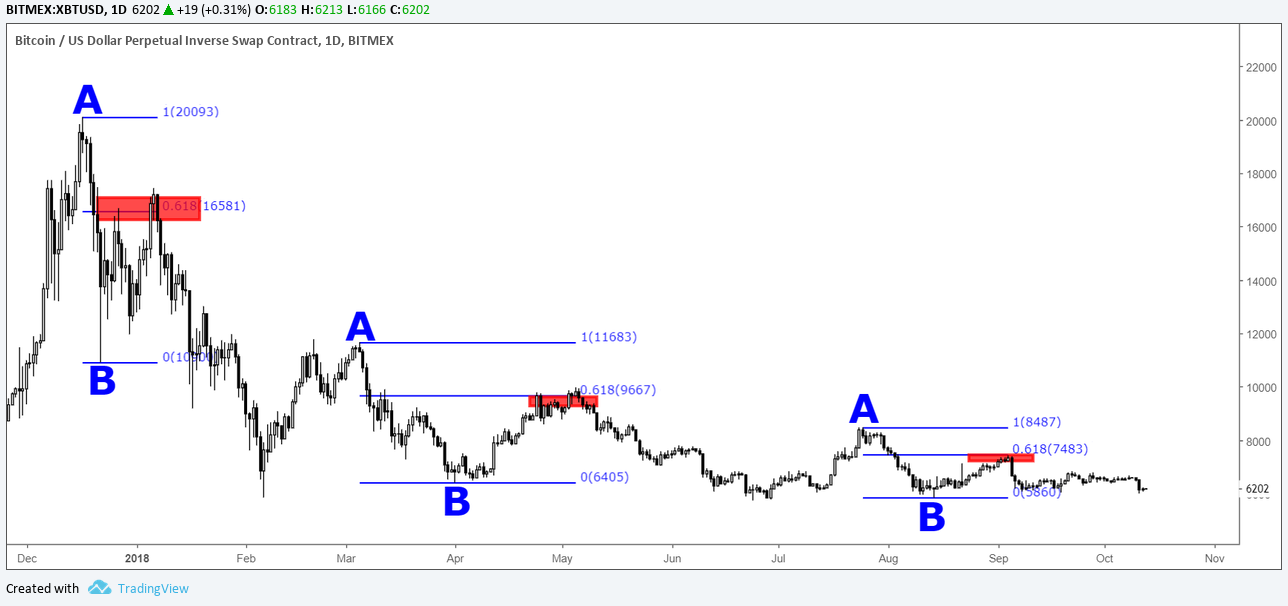 BITMEX:XBTUSD, 1D 6202 ▲ +19 (+0.31%) O:6183 H:6213 L:6166 C:6202
Bitcoin / US Dollar Perpetual Inverse Swap Contract, 1D, BITMEX
22000
A
1(20093)
20000
18000
0.618(16581)
16000
14000
A
1(11683)
12000
0(10900)
B
0.618(9667)
10000
A
1(8487)
8000
0.618(7483)
0(6405)
6202
0(5860)
B
B
Dec 2018 Feb Mar Apr May Jun Jul Aug Sep Oct Nov
Created with TradingView